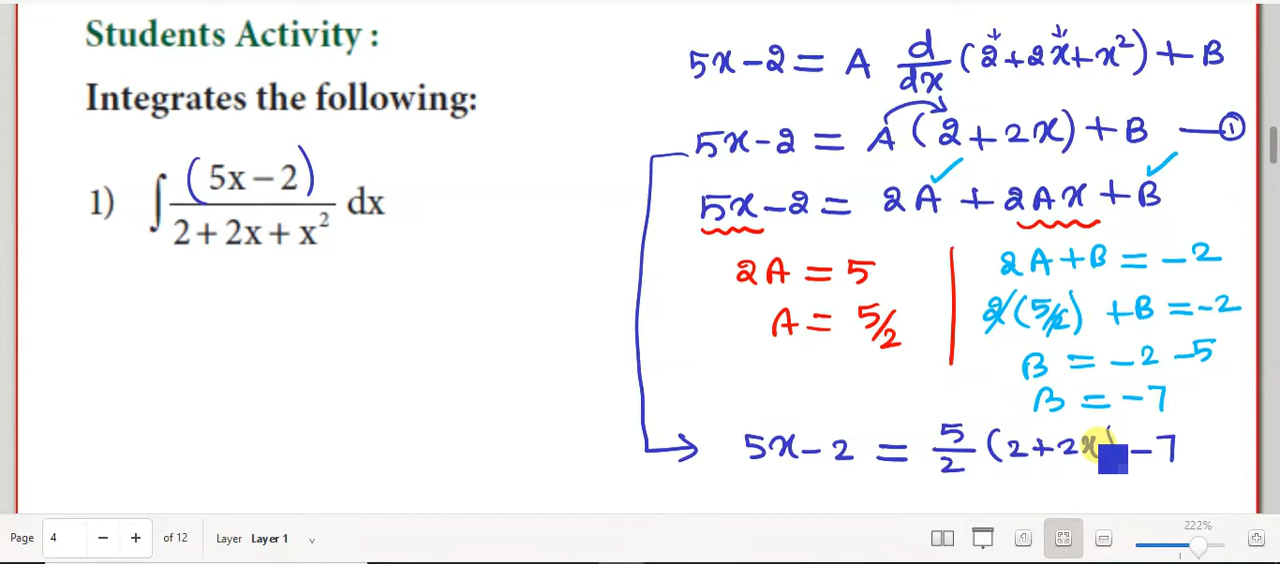 Students Activity :
Integrates the following:
1) ∫ (5x – 2) / (2 + 2x + x²) dx
5x – 2 = A d/dx (2 + 2x + x²) + B
5x – 2 = A (2 + 2x) + B — ①
5x – 2 = 2A + 2Ax + B
2A = 5
A = 5/2
2A + B = –2
2(5/2) + B = –2
B = –2 –5
B = –7
5x – 2 = 5/2 (2 + 2x) – 7
Page 4 – + of 12 Layer Layer 1 222%